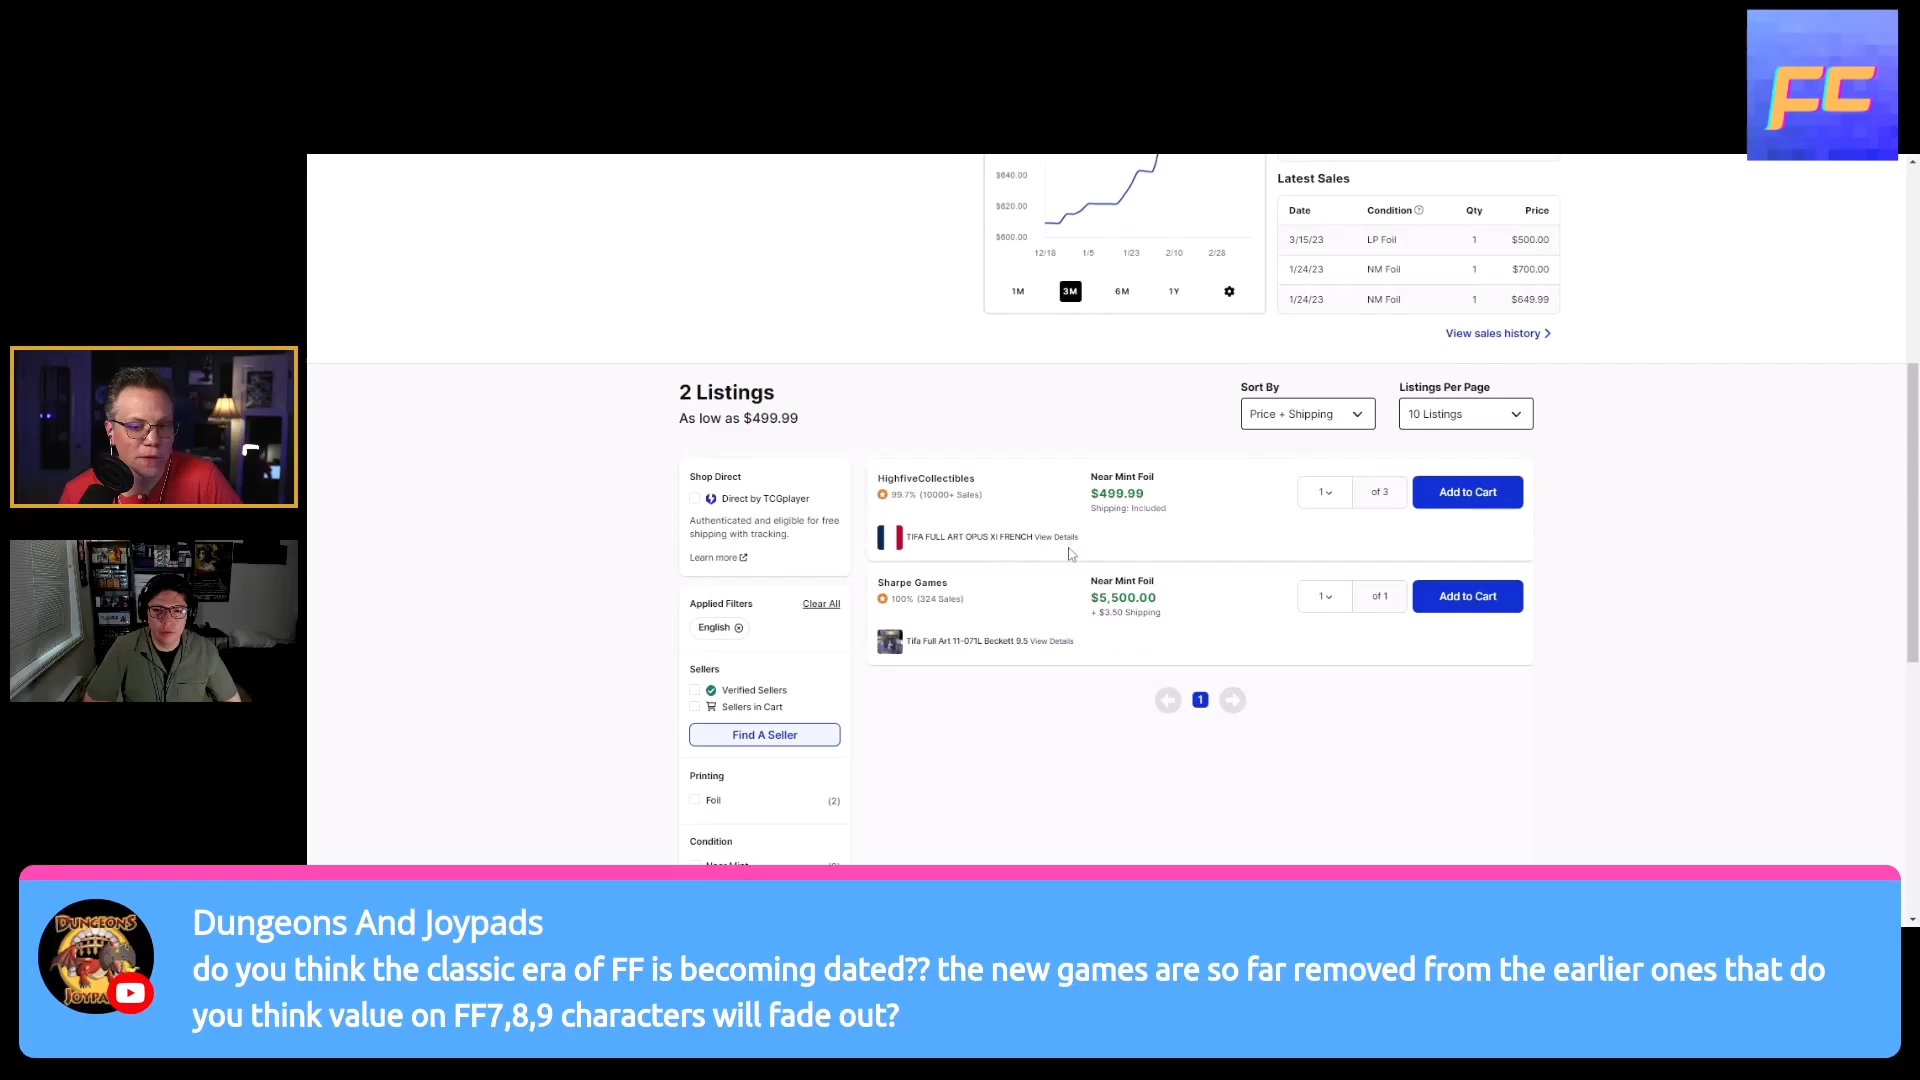 FC
$640.00
$620.00
$600.00
12/18 1/5 1/23 2/10 2/28
1M 3M 6M 1Y
Latest Sales
Date Condition Qty Price
3/15/23 LP Foil 1 $500.00
1/24/23 NM Foil 1 $700.00
1/24/23 NM Foil 1 $649.99
View sales history
2 Listings
As low as $499.99
Sort By
Price + Shipping
Listings Per Page
10 Listings
Shop Direct
Direct by TCGplayer
Authenticated and eligible for free
shipping with tracking.
Learn more
Applied Filters Clear All
English
Sellers
Verified Sellers
Sellers in Cart
Find A Seller
Printing
Foil (2)
Condition
Near Mint
HighfiveCollectibles
99.7% (10000+ Sales)
Near Mint Foil
$499.99
Shipping: Included
1 of 3 Add to Cart
TIFA FULL ART OPUS XI FRENCH View Details
Sharpe Games
100% (324 Sales)
Near Mint Foil
$5,500.00
+ $3.50 Shipping
1 of 1 Add to Cart
Tifa Full Art 11-071L Beckett 9.5 View Details
1
DUNGEONS
JOYPA
Dungeons And Joypads
do you think the classic era of FF is becoming dated?? the new games are so far removed from the earlier ones that do
you think value on FF7,8,9 characters will fade out?